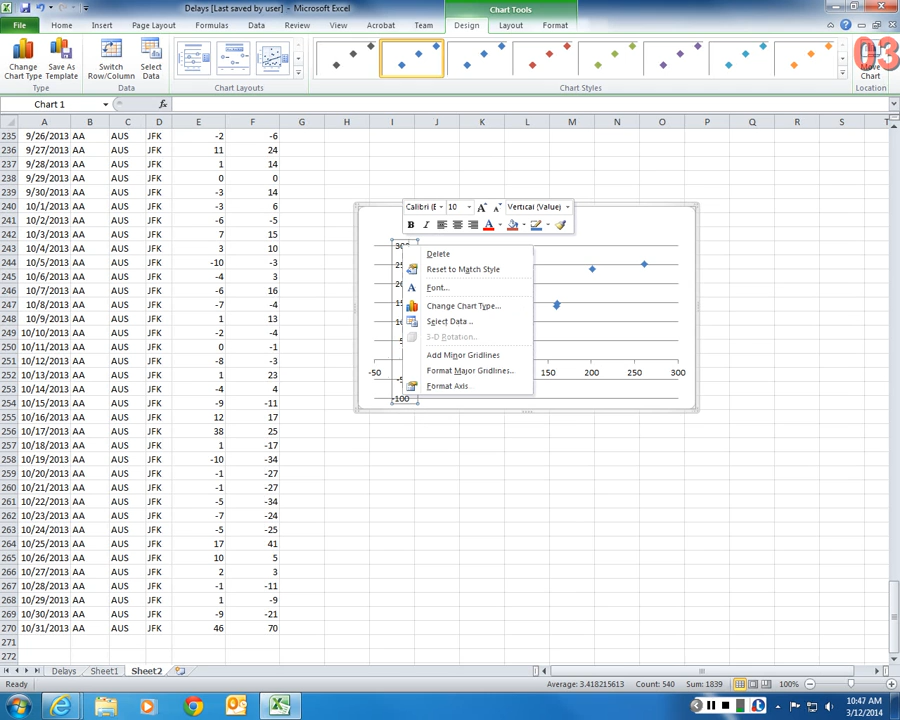 Delays [Last saved by user] - Microsoft Excel
Chart Tools
File Home Insert Page Layout Formulas Data Review View Acrobat Team Design Layout Format
Change Chart Type
Save As Template
Switch Row/Column
Select Data
Move Chart
03
Type Data Chart Layouts Chart Styles Location
Chart 1 fx
A B C D E F G H I J K L M N O P Q R S T
235 9/26/2013 AA AUS JFK -2 -6
236 9/27/2013 AA AUS JFK 11 24
237 9/28/2013 AA AUS JFK 1 14
238 9/29/2013 AA AUS JFK 0 0
239 9/30/2013 AA AUS JFK -3 14
240 10/1/2013 AA AUS JFK -3 6
241 10/2/2013 AA AUS JFK -6 -5
242 10/3/2013 AA AUS JFK 7 15
243 10/4/2013 AA AUS JFK 3 10
244 10/5/2013 AA AUS JFK -10 -3
245 10/6/2013 AA AUS JFK -4 3
246 10/7/2013 AA AUS JFK -6 16
247 10/8/2013 AA AUS JFK -7 -4
248 10/9/2013 AA AUS JFK 1 13
249 10/10/2013 AA AUS JFK -2 -4
250 10/11/2013 AA AUS JFK 0 -1
251 10/12/2013 AA AUS JFK -8 -3
252 10/13/2013 AA AUS JFK 1 23
253 10/14/2013 AA AUS JFK -4 4
254 10/15/2013 AA AUS JFK -9 -11
255 10/16/2013 AA AUS JFK 12 17
256 10/17/2013 AA AUS JFK 38 25
257 10/18/2013 AA AUS JFK 1 -17
258 10/19/2013 AA AUS JFK -10 -34
259 10/20/2013 AA AUS JFK -1 -27
260 10/21/2013 AA AUS JFK -1 -27
261 10/22/2013 AA AUS JFK -5 -34
262 10/23/2013 AA AUS JFK -7 -24
263 10/24/2013 AA AUS JFK -5 -25
264 10/25/2013 AA AUS JFK 17 41
265 10/26/2013 AA AUS JFK 10 5
266 10/27/2013 AA AUS JFK 2 3
267 10/28/2013 AA AUS JFK -1 -11
268 10/29/2013 AA AUS JFK 1 -9
269 10/30/2013 AA AUS JFK -9 -21
270 10/31/2013 AA AUS JFK 46 70
271
272
10 Vertical (Value)
B I A
Delete
Reset to Match Style
Font...
Change Chart Type...
Select Data...
3-D Rotation...
Add Minor Gridlines
Format Major Gridlines...
Format Axis
-50 150 200 250 300
-100
Delays Sheet1 Sheet2
Ready Average: 3.418215613 Count: 540 Sum: 1839 100%
10:47 AM
3/12/2014